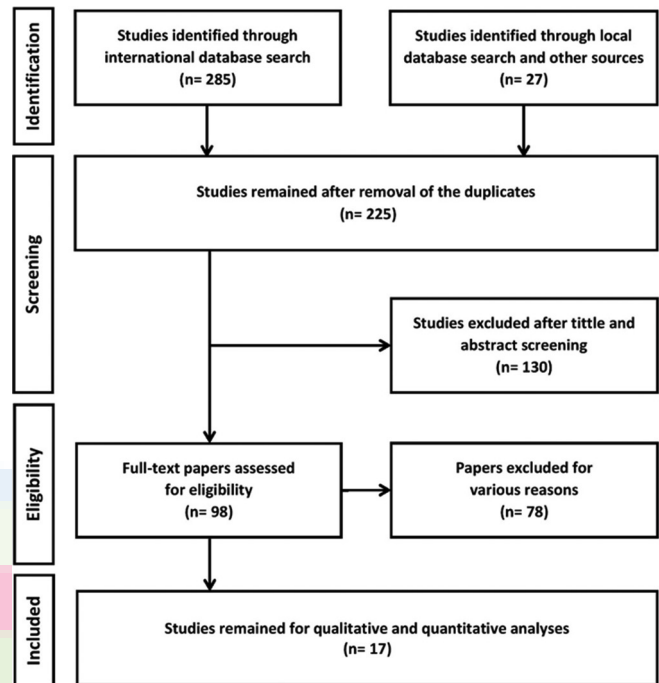 Identification
Studies identified through
international database search
(n= 285)
Studies identified through local
database search and other sources
(n= 27)
Screening
Studies remained after removal of the duplicates
(n= 225)
Studies excluded after tittle and
abstract screening
(n= 130)
Eligibility
Full-text papers assessed
for eligibility
(n= 98)
Papers excluded for
various reasons
(n= 78)
Included
Studies remained for qualitative and quantitative analyses
(n= 17)